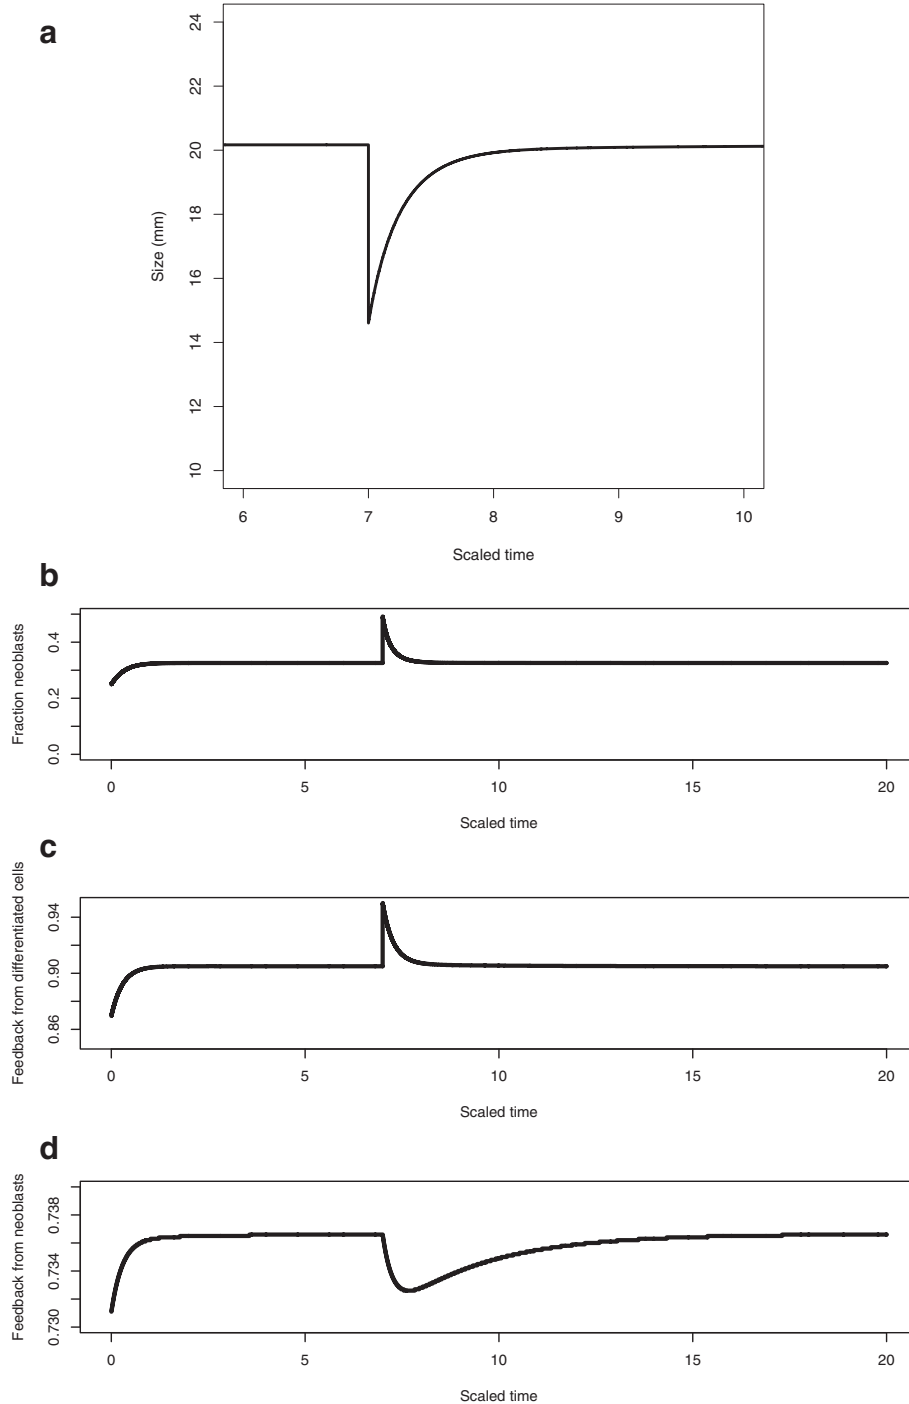 a
24
22
20
18
16
14
12
10
Size (mm)
6 7 8 9 10
Scaled time
b
0.4
0.2
0.0
Fraction neoblasts
0 5 10 15 20
Scaled time
c
0.94
0.90
0.86
Feedback from differentiated cells
0 5 10 15 20
Scaled time
d
0.738
0.734
0.730
Feedback from neoblasts
0 5 10 15 20
Scaled time